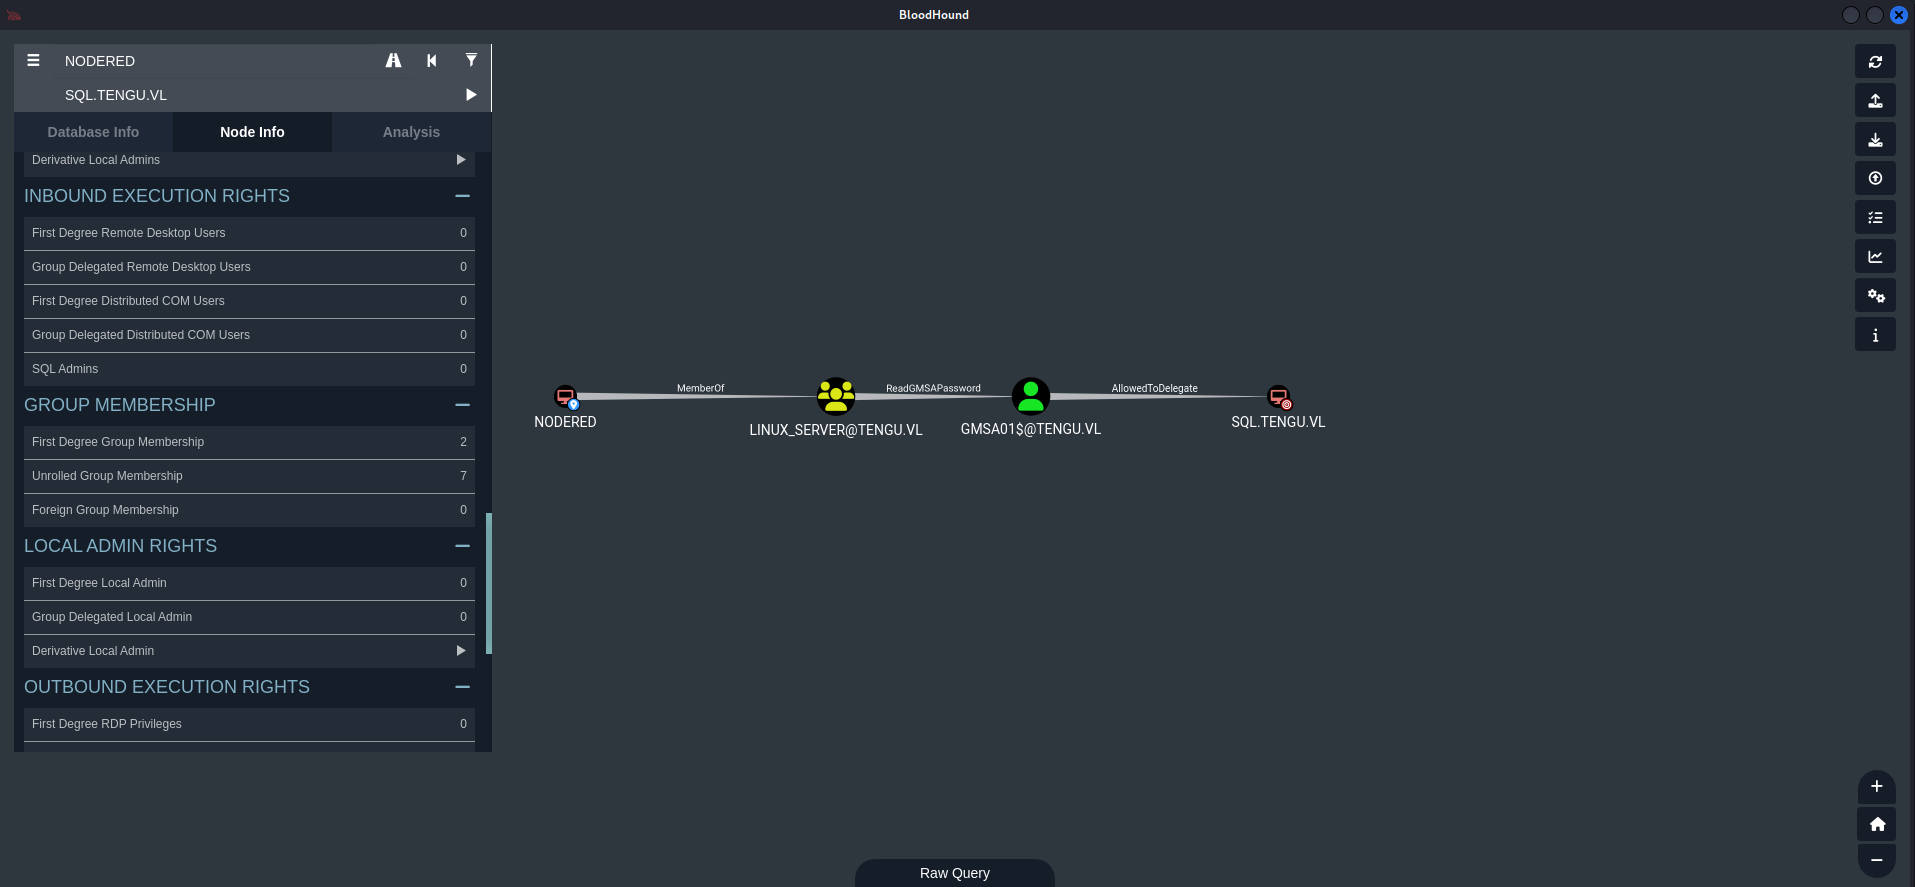 BloodHound
NODERED
SQL.TENGU.VL
Database Info Node Info Analysis
Derivative Local Admins
INBOUND EXECUTION RIGHTS
First Degree Remote Desktop Users 0
Group Delegated Remote Desktop Users 0
First Degree Distributed COM Users 0
Group Delegated Distributed COM Users 0
SQL Admins 0
GROUP MEMBERSHIP
First Degree Group Membership 2
Unrolled Group Membership 7
Foreign Group Membership 0
LOCAL ADMIN RIGHTS
First Degree Local Admin 0
Group Delegated Local Admin 0
Derivative Local Admin
OUTBOUND EXECUTION RIGHTS
First Degree RDP Privileges 0
MemberOf ReadGMSAPassword AllowedToDelegate
NODERED LINUX_SERVER@TENGU.VL GMSA01$@TENGU.VL SQL.TENGU.VL
Raw Query